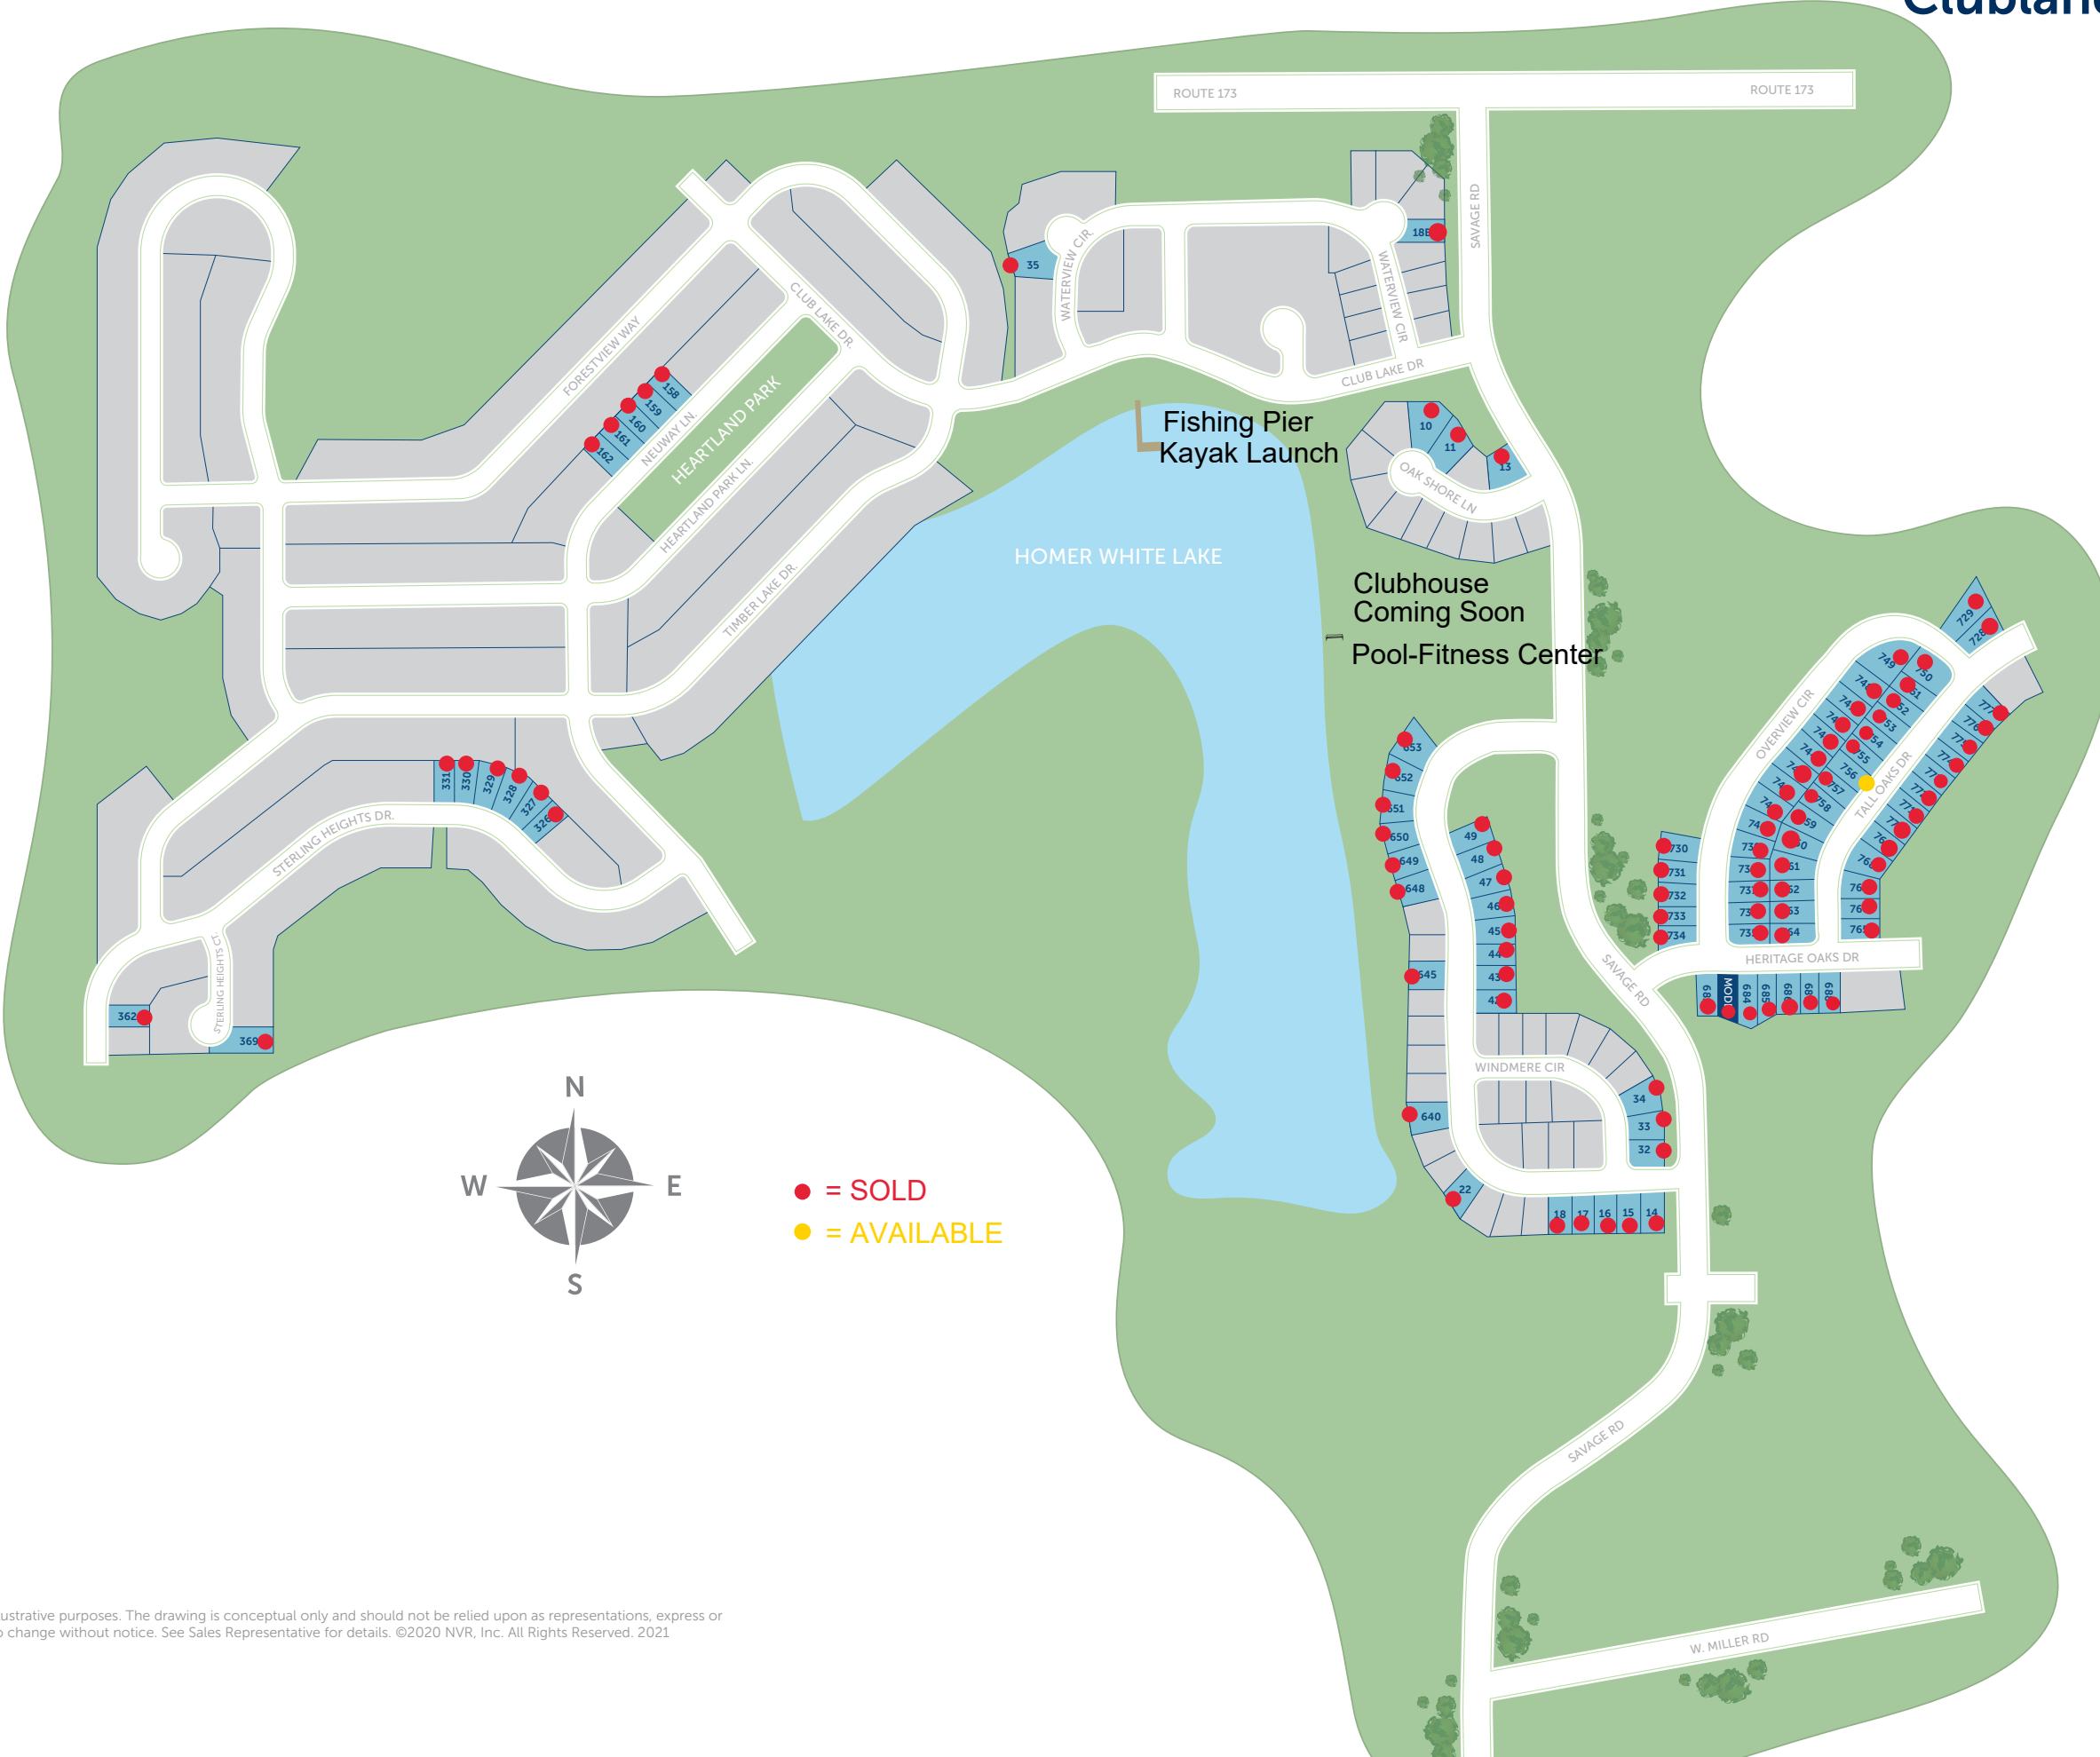 ROUTE 173
ROUTE 173
SAVAGE RD
18B
WATERVIEW CIR.
35
WATERVIEW CIR
CLUB LAKE DR
CLUB LAKE DR.
FORESTVIEW WAY
158
159
160
161
162
NEUWAY LN.
HEARTLAND PARK
HEARTLAND PARK LN.
TIMBER LAKE DR.
Fishing Pier
Kayak Launch
10
11
13
OAK SHORE LN
HOMER WHITE LAKE
Clubhouse
Coming Soon
Pool-Fitness Center
729
728
749
750
OVERVIEW CIR
756
TALL OAKS DR
730
731
732
733
734
HERITAGE OAKS DR
684
SAVAGE RD
653
652
651
650
649
648
645
640
22
49
48
47
46
45
44
43
42
WINDMERE CIR
34
33
32
18
17
16
15
14
331
330
329
328
327
326
STERLING HEIGHTS DR.
STERLING HEIGHTS CT.
362
369
N
W
E
S
= SOLD
= AVAILABLE
SAVAGE RD
W. MILLER RD
purposes. The drawing is conceptual only and should not be relied upon as representations, express or
change without notice. See Sales Representative for details. ©2020 NVR, Inc. All Rights Reserved. 2021